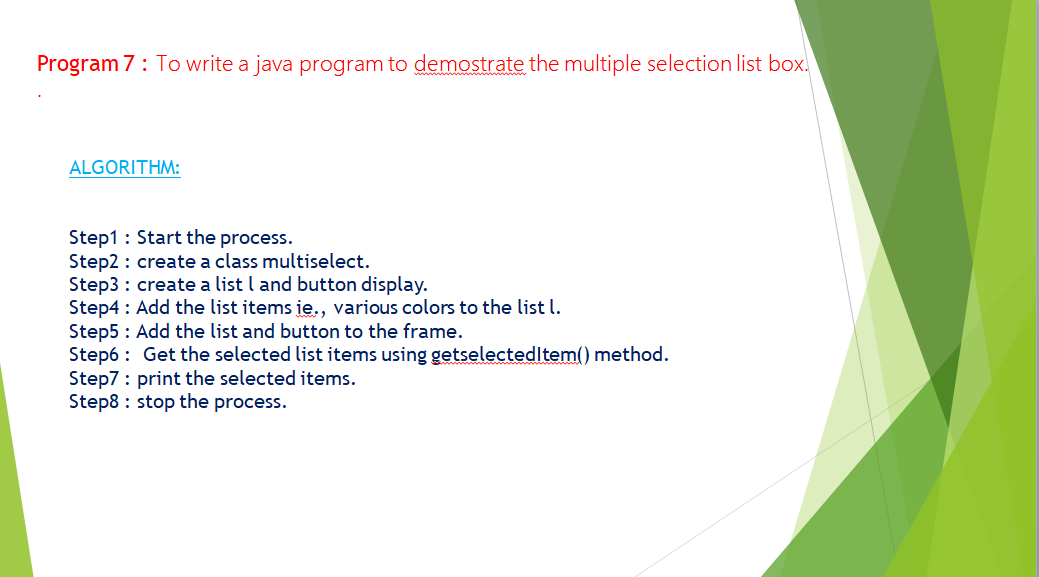 Program 7 : To write a java program to demostrate the multiple selection list box.
.
ALGORITHM:
Step1 : Start the process.
Step2 : create a class multiselect.
Step3 : create a list l and button display.
Step4 : Add the list items ie., various colors to the list l.
Step5 : Add the list and button to the frame.
Step6 :  Get the selected list items using getselectedItem() method.
Step7 : print the selected items.
Step8 : stop the process.